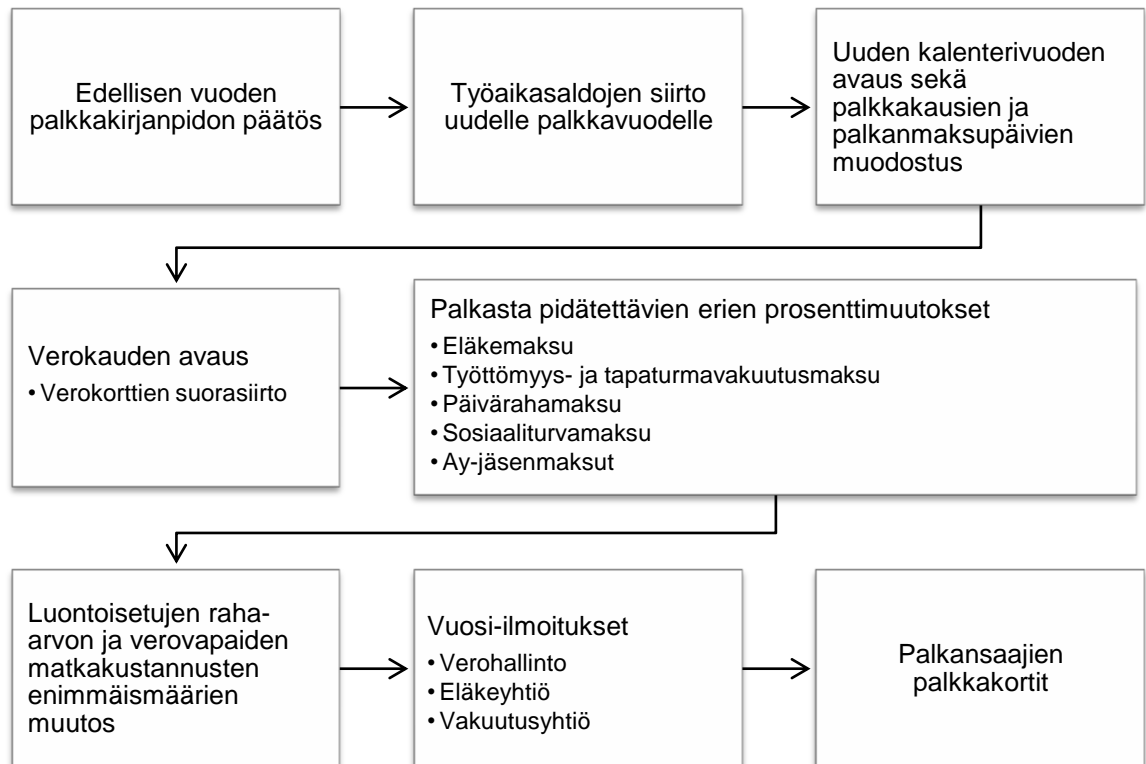 Edellisen vuoden
palkkakirjanpidon päätös
Työaikasaldojen siirto
uudelle palkkavuodelle
Uuden kalenterivuoden
avaus sekä
palkkakausien ja
palkanmaksupäivien
muodostus
Verokauden avaus
• Verokorttien suorasiirto
Palkasta pidätettävien erien prosenttimuutokset
• Eläkemaksu
• Työttömyys- ja tapaturmavakuutusmaksu
• Päivärahamaksu
• Sosiaaliturvamaksu
• Ay-jäsenmaksut
Luontoisetujen raha-
arvon ja verovapaiden
matkakustannusten
enimmäismäärien
muutos
Vuosi-ilmoitukset
• Verohallinto
• Eläkeyhtiö
• Vakuutusyhtiö
Palkansaajien
palkkakortit